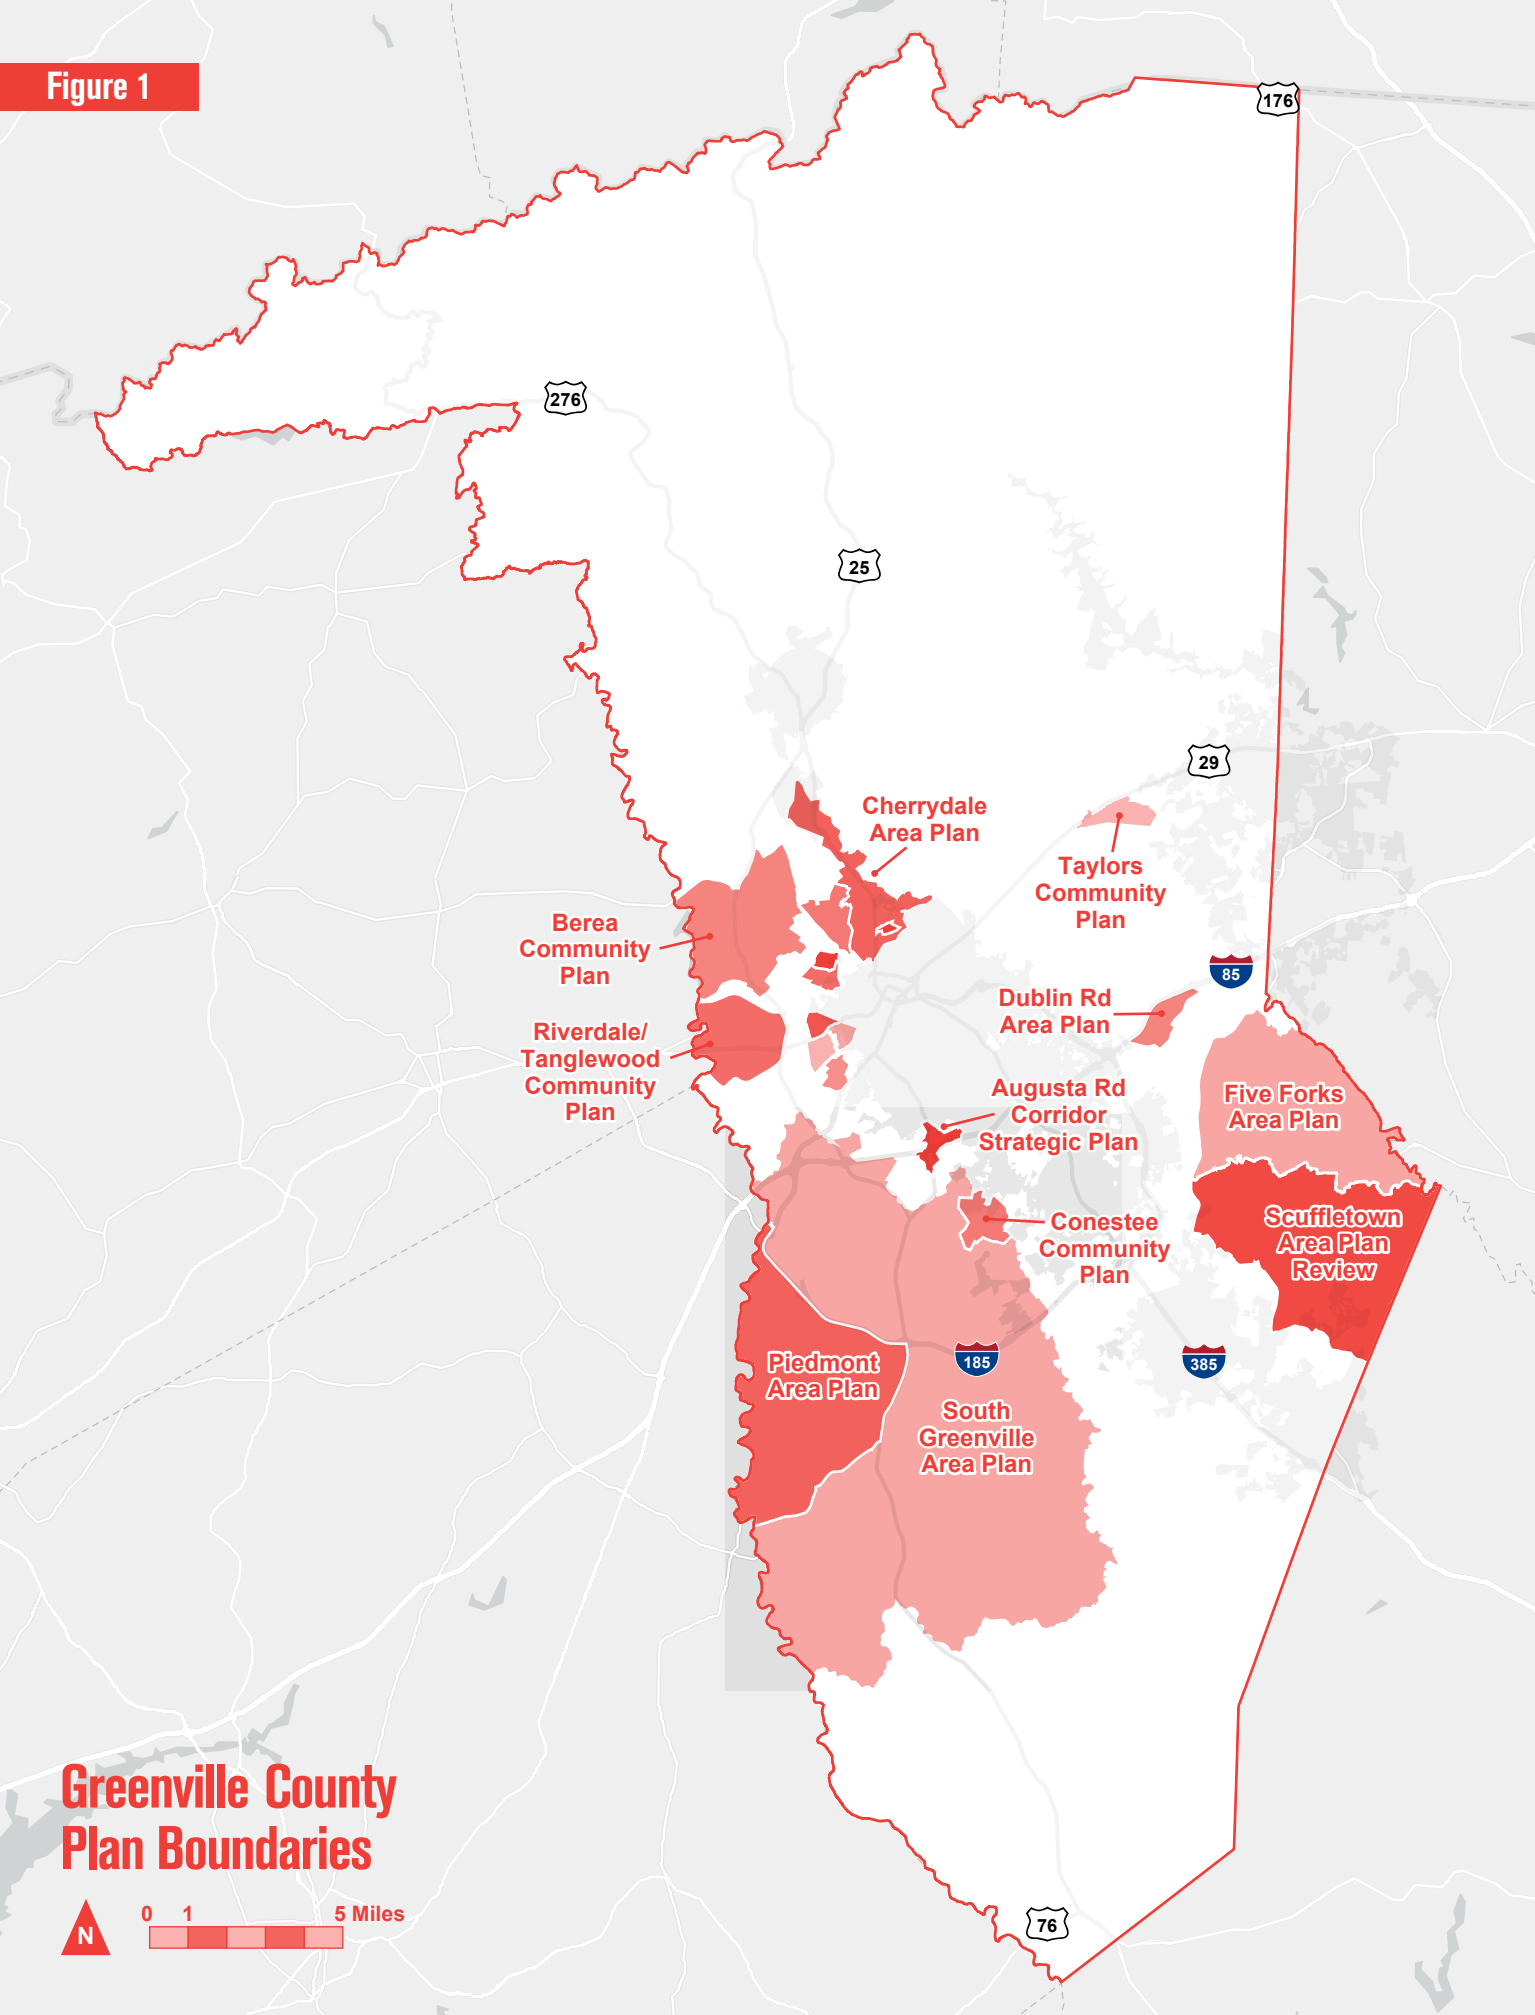 Figure 1
176
276
25
29
Cherrydale
Area Plan
Taylors
Community
Plan
Berea
Community
Plan
85
Dublin Rd
Area Plan
Riverdale/
Tanglewood
Community
Plan
Augusta Rd
Corridor
Strategic Plan
Five Forks
Area Plan
Scuffletown
Area Plan
Review
Conestee
Community
Plan
Piedmont
Area Plan
185
385
South
Greenville
Area Plan
Greenville County
Plan Boundaries
N
0 1 5 Miles
76